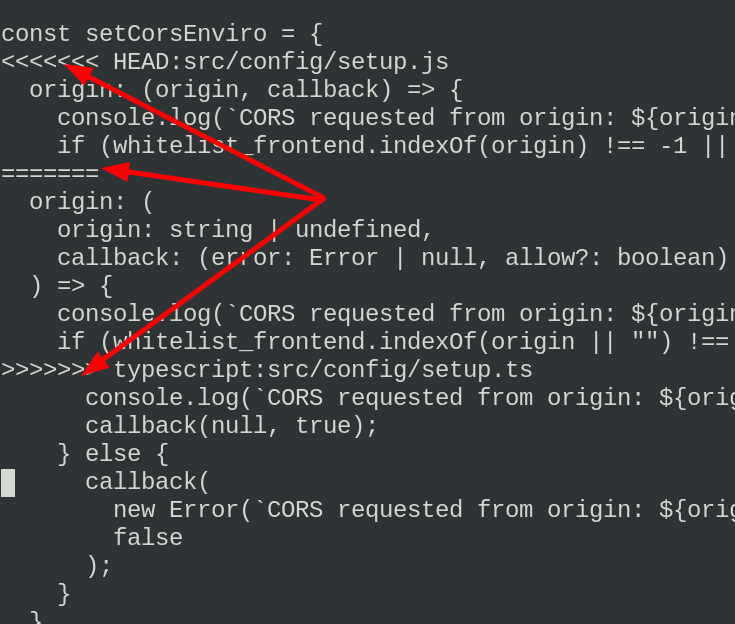 const setCorsEnviro = {
<<<<<<< HEAD:src/config/setup.js
  origin: (origin, callback) => {
    console.log(`CORS requested from origin: ${origin
    if (whitelist_frontend.indexOf(origin) !== -1 ||
=======
  origin: (
    origin: string | undefined,
    callback: (error: Error | null, allow?: boolean)
  ) => {
    console.log(`CORS requested from origin: ${origin
    if (whitelist_frontend.indexOf(origin || "") !==
>>>>>>> typescript:src/config/setup.ts
      console.log(`CORS requested from origin: ${orig
      callback(null, true);
    } else {
      callback(
        new Error(`CORS requested from origin: ${orig
        false
      );
    }
  }